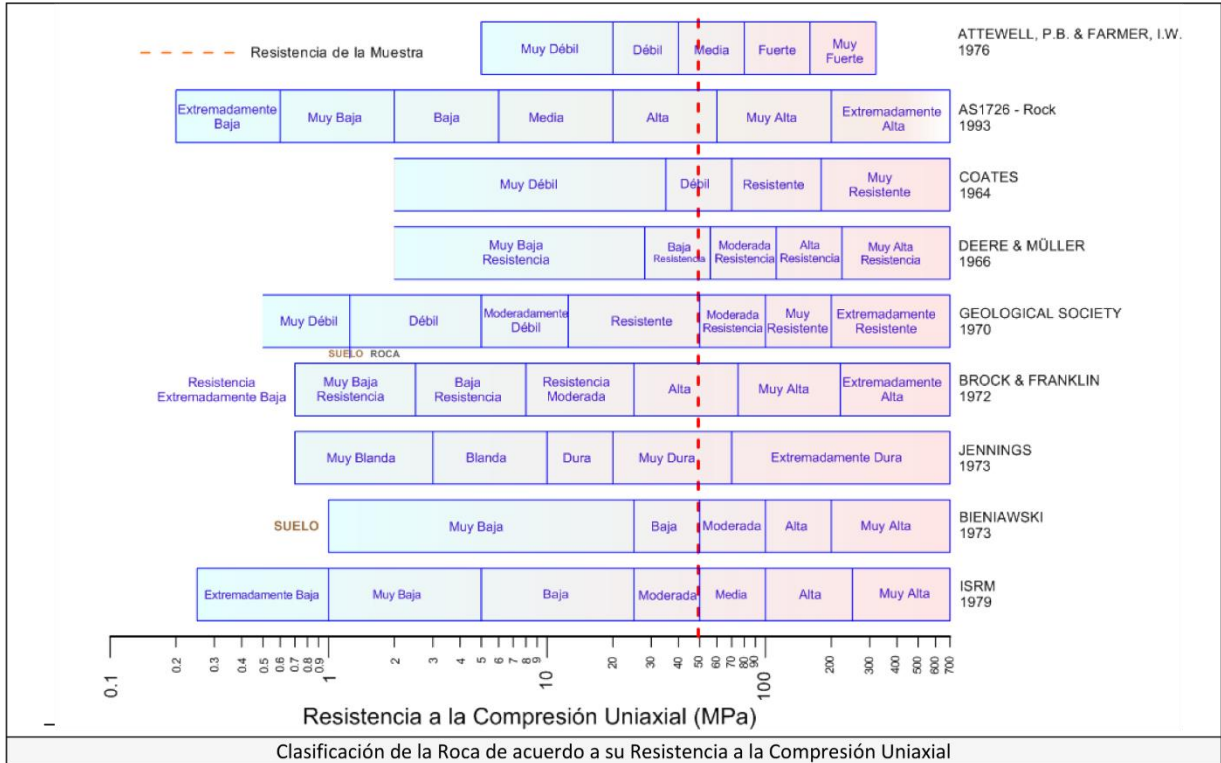 Resistencia de la Muestra
Muy Débil
Débil
Media
Fuerte
Muy
Fuerte
ATTEWELL, P.B. & FARMER, I.W.
1976
Extremadamente
Baja
Muy Baja
Baja
Media
Alta
Muy Alta
Extremadamente
Alta
AS1726 - Rock
1993
Muy Débil
Débil
Resistente
Muy
Resistente
COATES
1964
Muy Baja
Resistencia
Baja
Resistencia
Moderada
Resistencia
Alta
Resistencia
Muy Alta
Resistencia
DEERE & MÜLLER
1966
Muy Débil
Débil
Moderadamente
Débil
Resistente
Moderada
Resistencia
Muy
Resistente
Extremadamente
Resistente
GEOLOGICAL SOCIETY
1970
SUELO ROCA
Resistencia
Extremadamente Baja
Muy Baja
Resistencia
Baja
Resistencia
Resistencia
Moderada
Alta
Muy Alta
Extremadamente
Alta
BROCK & FRANKLIN
1972
Muy Blanda
Blanda
Dura
Muy Dura
Extremadamente Dura
JENNINGS
1973
SUELO
Muy Baja
Baja
Moderada
Alta
Muy Alta
BIENIAWSKI
1973
Extremadamente Baja
Muy Baja
Baja
Moderada
Media
Alta
Muy Alta
ISRM
1979
0.1 0.2 0.3 0.4 0.5 0.6 0.7 0.8 0.9 1 2 3 4 5 6 7 8 9 10 20 30 40 50 60 70 80 90 100 200 300 400 500 600 700
Resistencia a la Compresión Uniaxial (MPa)
Clasificación de la Roca de acuerdo a su Resistencia a la Compresión Uniaxial